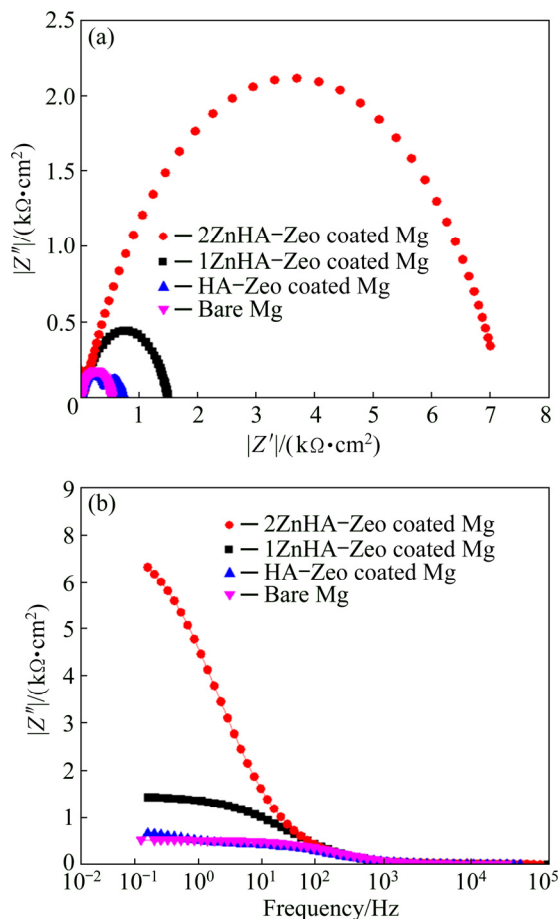 (a)
2.5
2.0
1.5
1.0
0.5
0
|Z″|/(kΩ•cm²)
2ZnHA−Zeo coated Mg
1ZnHA−Zeo coated Mg
HA−Zeo coated Mg
Bare Mg
1 2 3 4 5 6 7 8
|Z′|/(kΩ•cm²)
(b)
9
8
7
6
5
4
3
2
1
0
|Z″|/(kΩ•cm²)
2ZnHA−Zeo coated Mg
1ZnHA−Zeo coated Mg
HA−Zeo coated Mg
Bare Mg
10⁻² 10⁻¹ 10⁰ 10¹ 10² 10³ 10⁴ 10⁵
Frequency/Hz